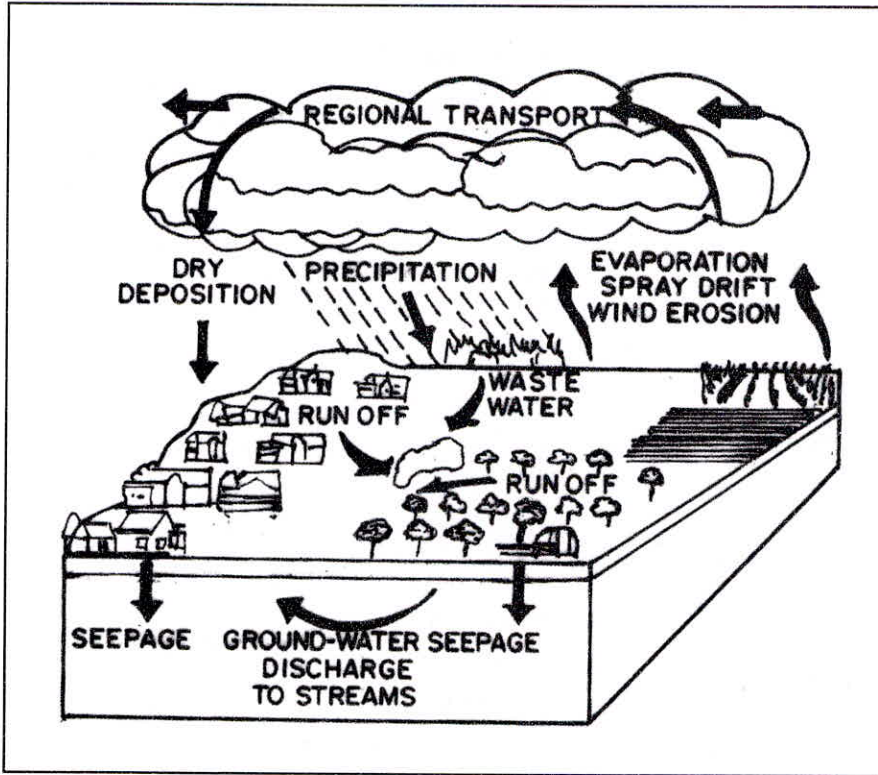 REGIONAL TRANSPORT
DRY
DEPOSITION
PRECIPITATION
EVAPORATION
SPRAY DRIFT
WIND EROSION
WASTE
WATER
RUN OFF
RUN OFF
SEEPAGE
GROUND-WATER SEEPAGE
DISCHARGE
TO STREAMS